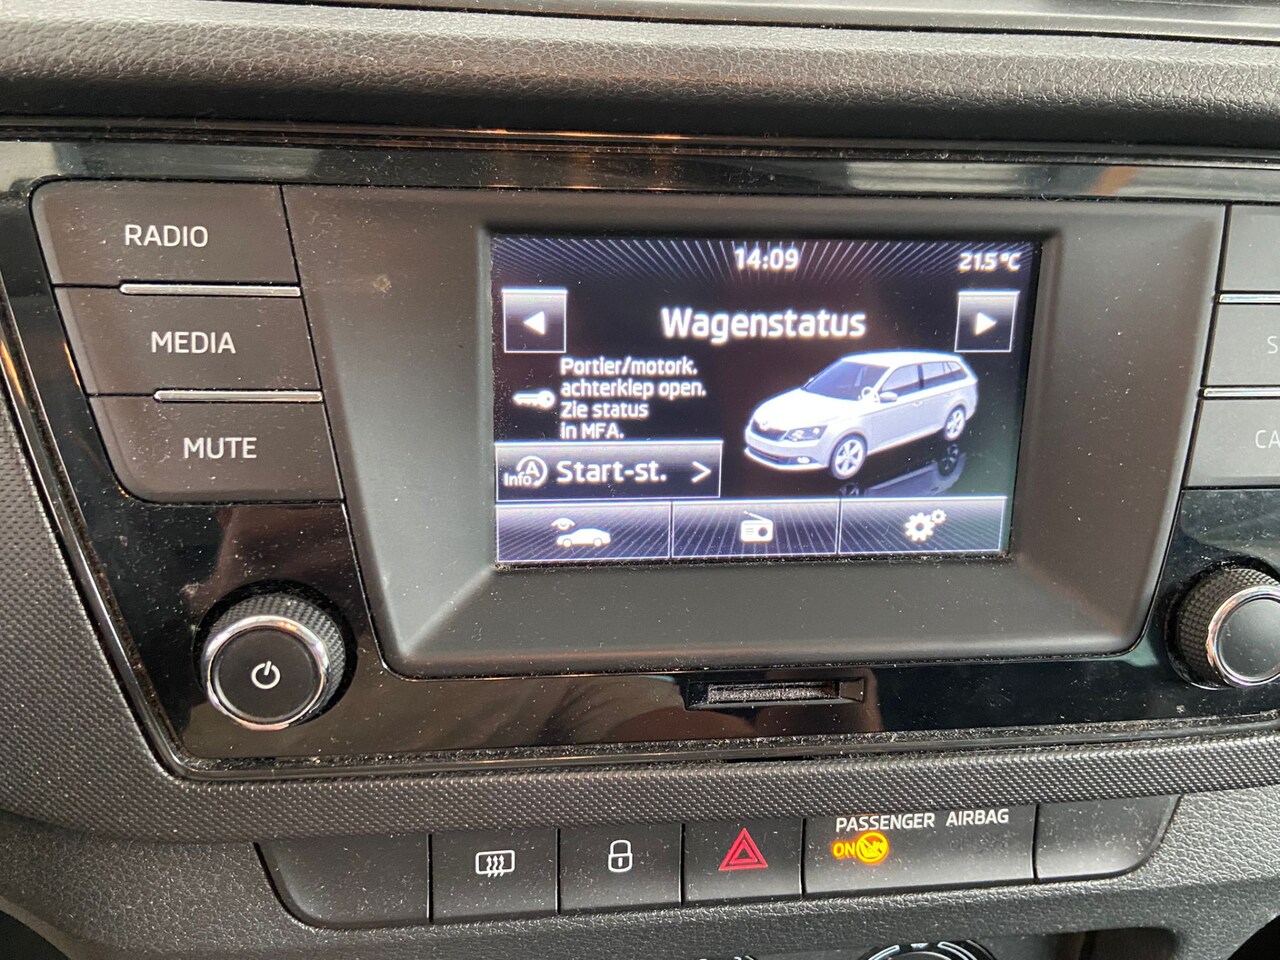 RADIO
MEDIA
MUTE
14:09
21.5 °C
Wagenstatus
Portier/motork.
achterklep open.
Zie status
in MFA.
Info
A
Start-st. >
PASSENGER AIRBAG
ON